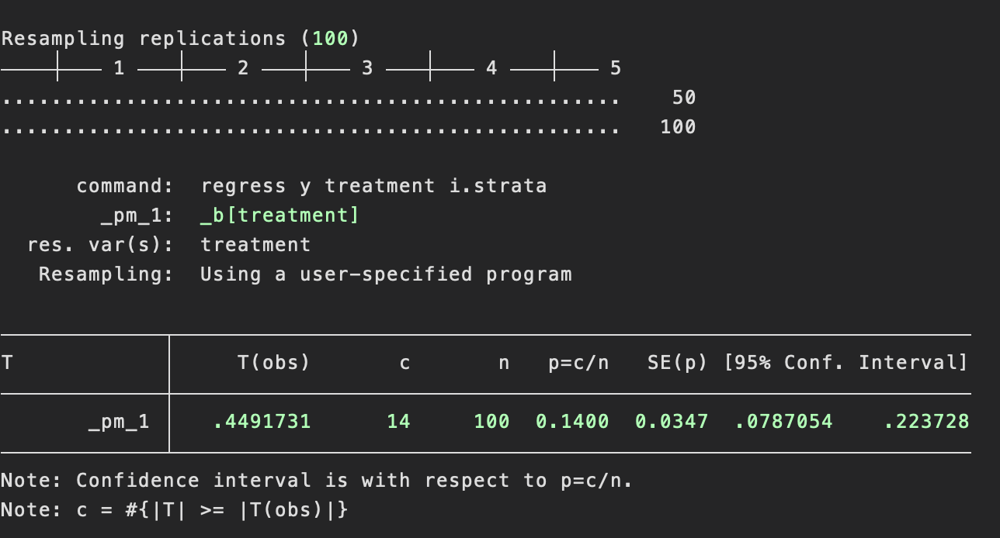 Resampling replications (100)
1 2 3 4 5
.................................................. 50
.................................................. 100
command: regress y treatment i.strata
_pm_1: _b[treatment]
res. var(s): treatment
Resampling: Using a user-specified program
T T(obs) c n p=c/n SE(p) [95% Conf. Interval]
_pm_1 .4491731 14 100 0.1400 0.0347 .0787054 .223728
Note: Confidence interval is with respect to p=c/n.
Note: c = #{|T| >= |T(obs)|}